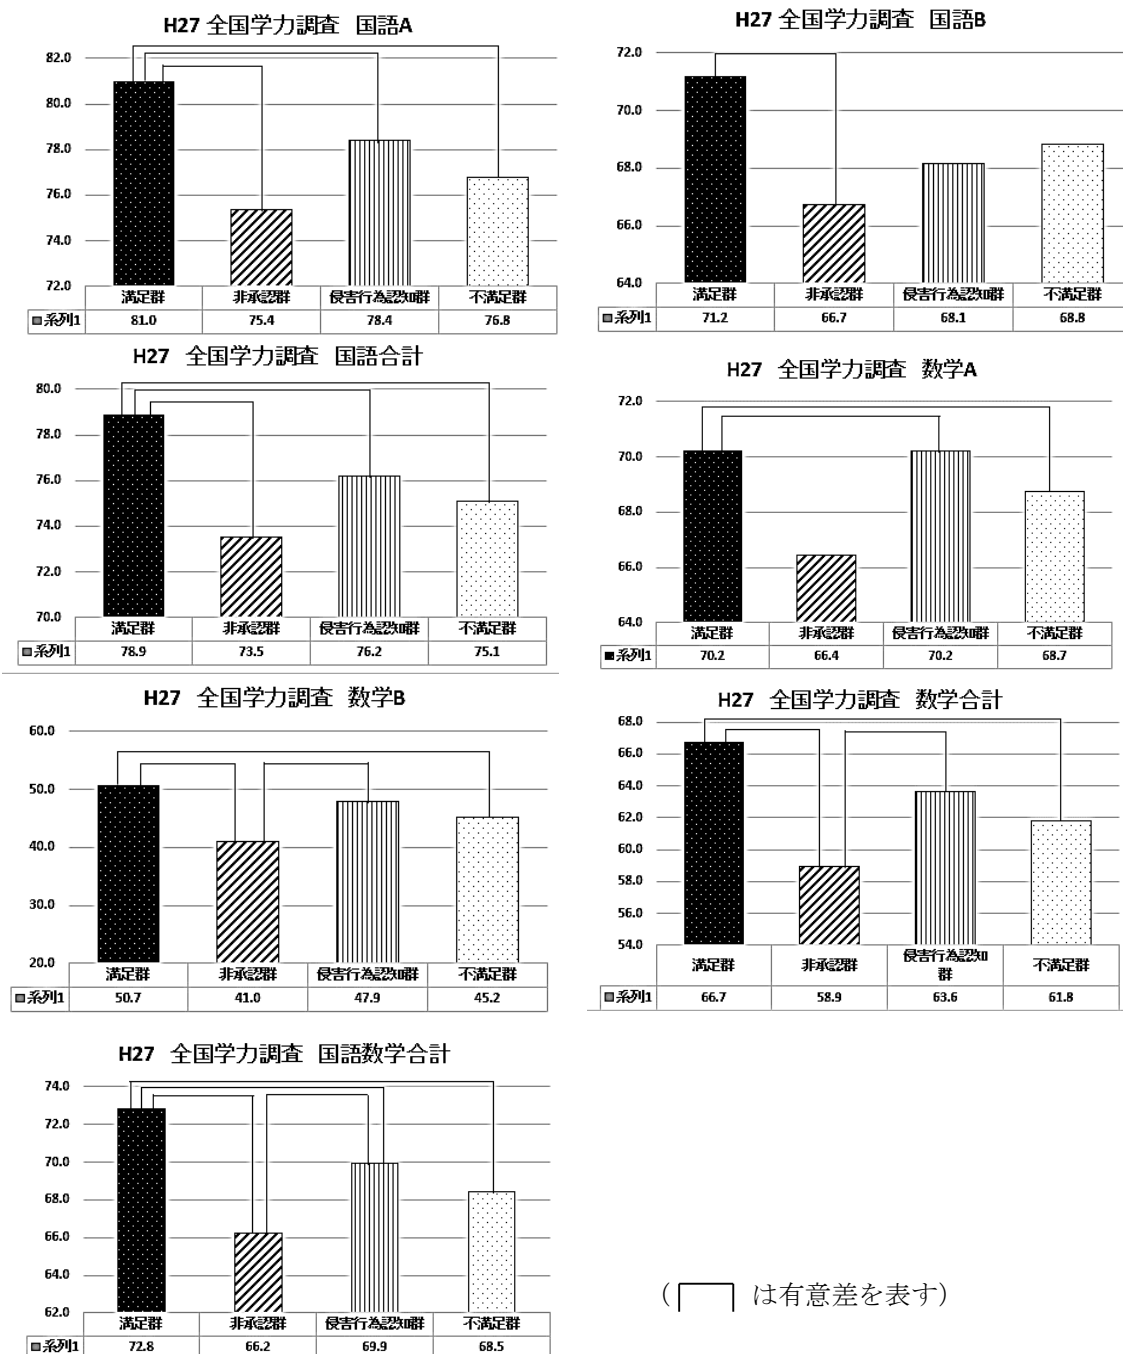 H27 全国学力調査 国語A
82.0
80.0
78.0
76.0
74.0
72.0
満足群 非承認群 侵害行為認知群 不満足群
系列1 81.0 75.4 78.4 76.8
H27 全国学力調査 国語B
72.0
70.0
68.0
66.0
64.0
満足群 非承認群 侵害行為認知群 不満足群
系列1 71.2 66.7 68.1 68.8
H27 全国学力調査 国語合計
80.0
78.0
76.0
74.0
72.0
70.0
満足群 非承認群 侵害行為認知群 不満足群
系列1 78.9 73.5 76.2 75.1
H27 全国学力調査 数学A
72.0
70.0
68.0
66.0
64.0
満足群 非承認群 侵害行為認知群 不満足群
系列1 70.2 66.4 70.2 68.7
H27 全国学力調査 数学B
60.0
50.0
40.0
30.0
20.0
満足群 非承認群 侵害行為認知群 不満足群
系列1 50.7 41.0 47.9 45.2
H27 全国学力調査 数学合計
68.0
66.0
64.0
62.0
60.0
58.0
56.0
54.0
満足群 非承認群 侵害行為認知群 不満足群
系列1 66.7 58.9 63.6 61.8
H27 全国学力調査 国語数学合計
74.0
72.0
70.0
68.0
66.0
64.0
62.0
満足群 非承認群 侵害行為認知群 不満足群
系列1 72.8 66.2 69.9 68.5
( は有意差を表す)